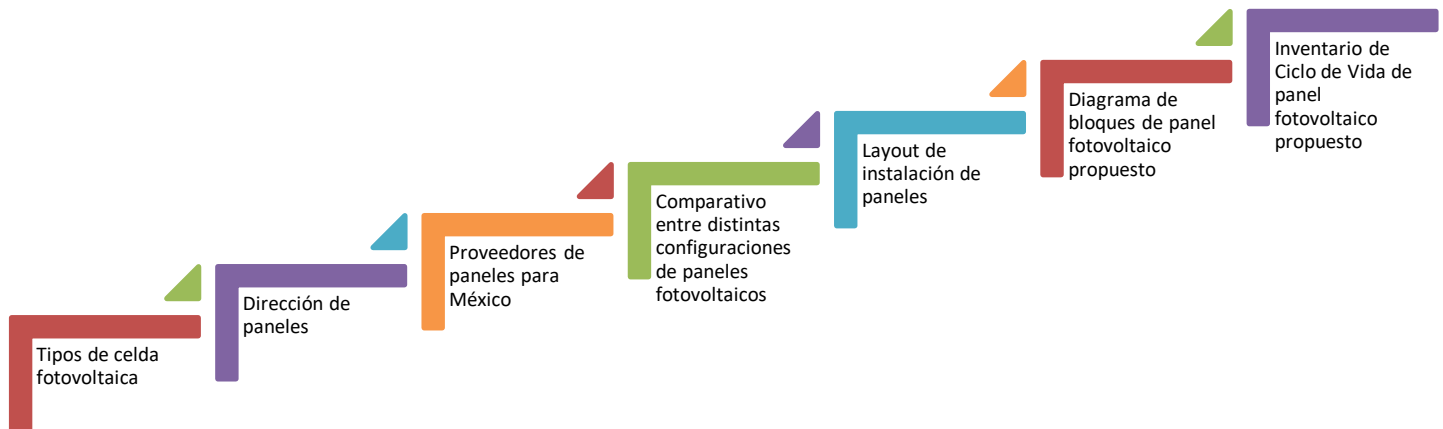 Tipos de celda
fotovoltaica
Dirección de
paneles
Proveedores de
paneles para
México
Comparativo
entre distintas
configuraciones
de paneles
fotovoltaicos
Layout de
instalación de
paneles
Diagrama de
bloques de panel
fotovoltaico
propuesto
Inventario de
Ciclo de Vida de
panel
fotovoltaico
propuesto